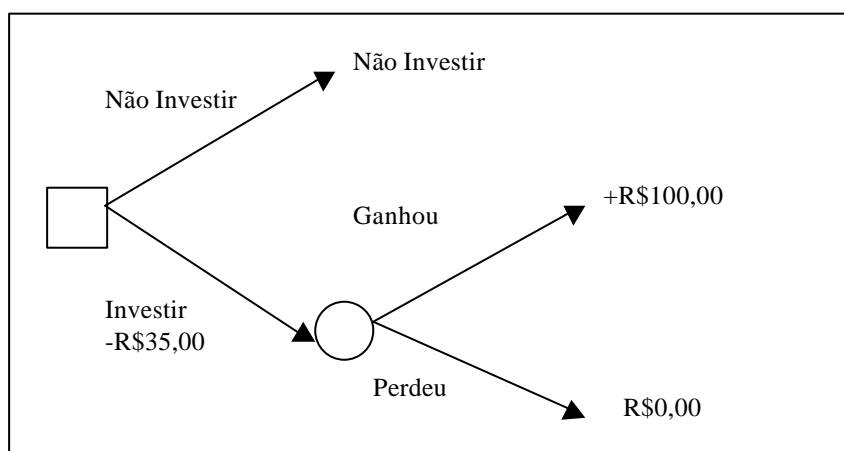 Não Investir
Não Investir
+R$100,00
Ganhou
Investir
-R$35,00
Perdeu
R$0,00